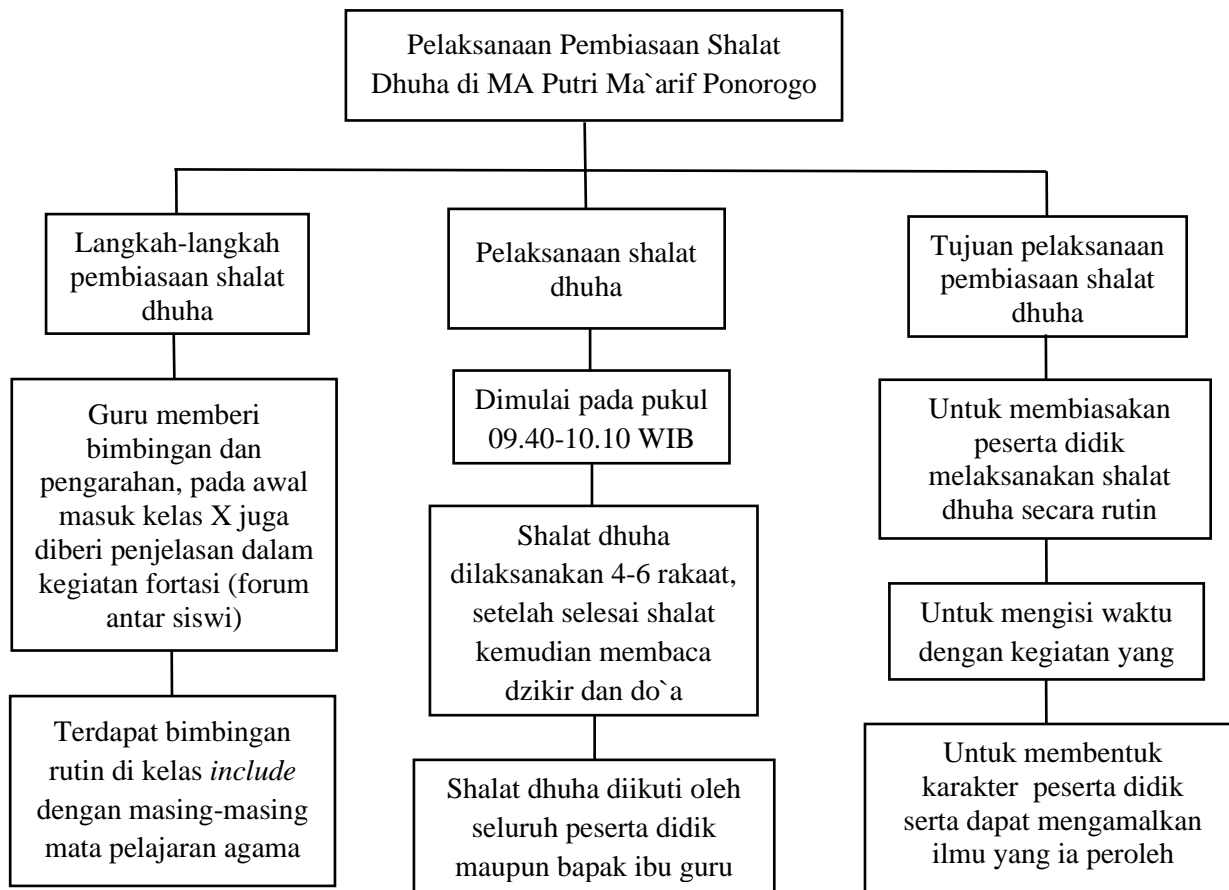 Pelaksanaan Pembiasaan Shalat
Dhuha di MA Putri Ma`arif Ponorogo
Langkah-langkah
pembiasaan shalat
dhuha
Guru memberi
bimbingan dan
pengarahan, pada awal
masuk kelas X juga
diberi penjelasan dalam
kegiatan fortasi (forum
antar siswi)
Terdapat bimbingan
rutin di kelas include
dengan masing-masing
mata pelajaran agama
Pelaksanaan shalat
dhuha
Dimulai pada pukul
09.40-10.10 WIB
Shalat dhuha
dilaksanakan 4-6 rakaat,
setelah selesai shalat
kemudian membaca
dzikir dan do`a
Shalat dhuha diikuti oleh
seluruh peserta didik
maupun bapak ibu guru
Tujuan pelaksanaan
pembiasaan shalat
dhuha
Untuk membiasakan
peserta didik
melaksanakan shalat
dhuha secara rutin
Untuk mengisi waktu
dengan kegiatan yang
Untuk membentuk
karakter peserta didik
serta dapat mengamalkan
ilmu yang ia peroleh